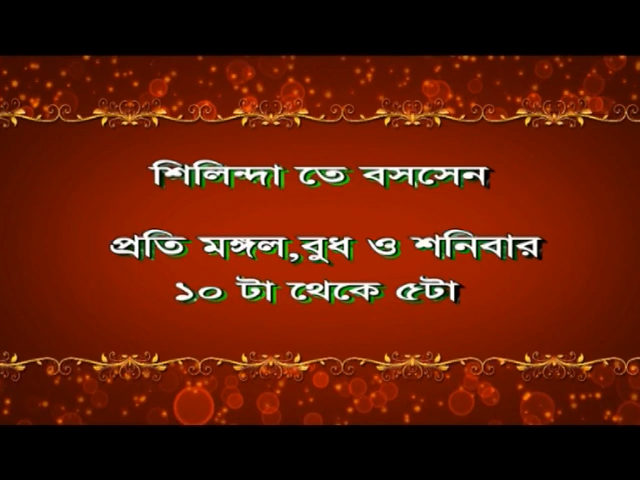 শিলিন্দা তে বসসেন
প্রতি মঙ্গল,বুধ ও শনিবার
১০ টা থেকে ৫টা